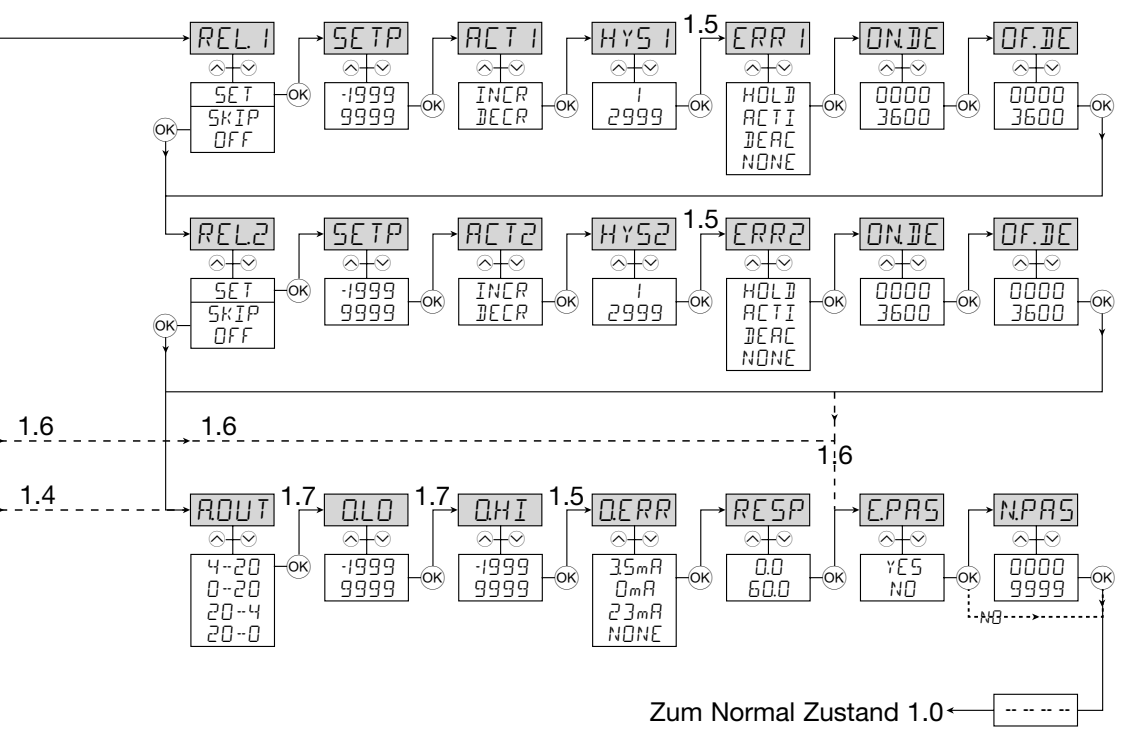 1.5
REL.1 SETP ACT1 HYS1 ERR1 ON.DE OF.DE
SET -1999 INCR 1 HOLD 0000 0000
OK OK OK OK OK OK OK
SKIP 9999 DECR 2999 ACTI 3600 3600
OK OFF DEAC
NONE
1.5
REL.2 SETP ACT2 HYS2 ERR2 ON.DE OF.DE
SET -1999 INCR 1 HOLD 0000 0000
OK OK OK OK OK OK OK
SKIP 9999 DECR 2999 ACTI 3600 3600
OK OFF DEAC
NONE
1.6 1.6
1.6
1.4 1.7 1.7 1.5
A.OUT O.LO O.HI O.ERR RESP E.PAS N.PAS
4--20 -1999 -1999 3.5mA 0.0 YES 0000
OK OK OK OK OK OK OK
0--20 9999 9999 0mA 60.0 NO 9999
20--4 23mA NO
20--0 NONE
Zum Normal Zustand 1.0 -- -- -- --